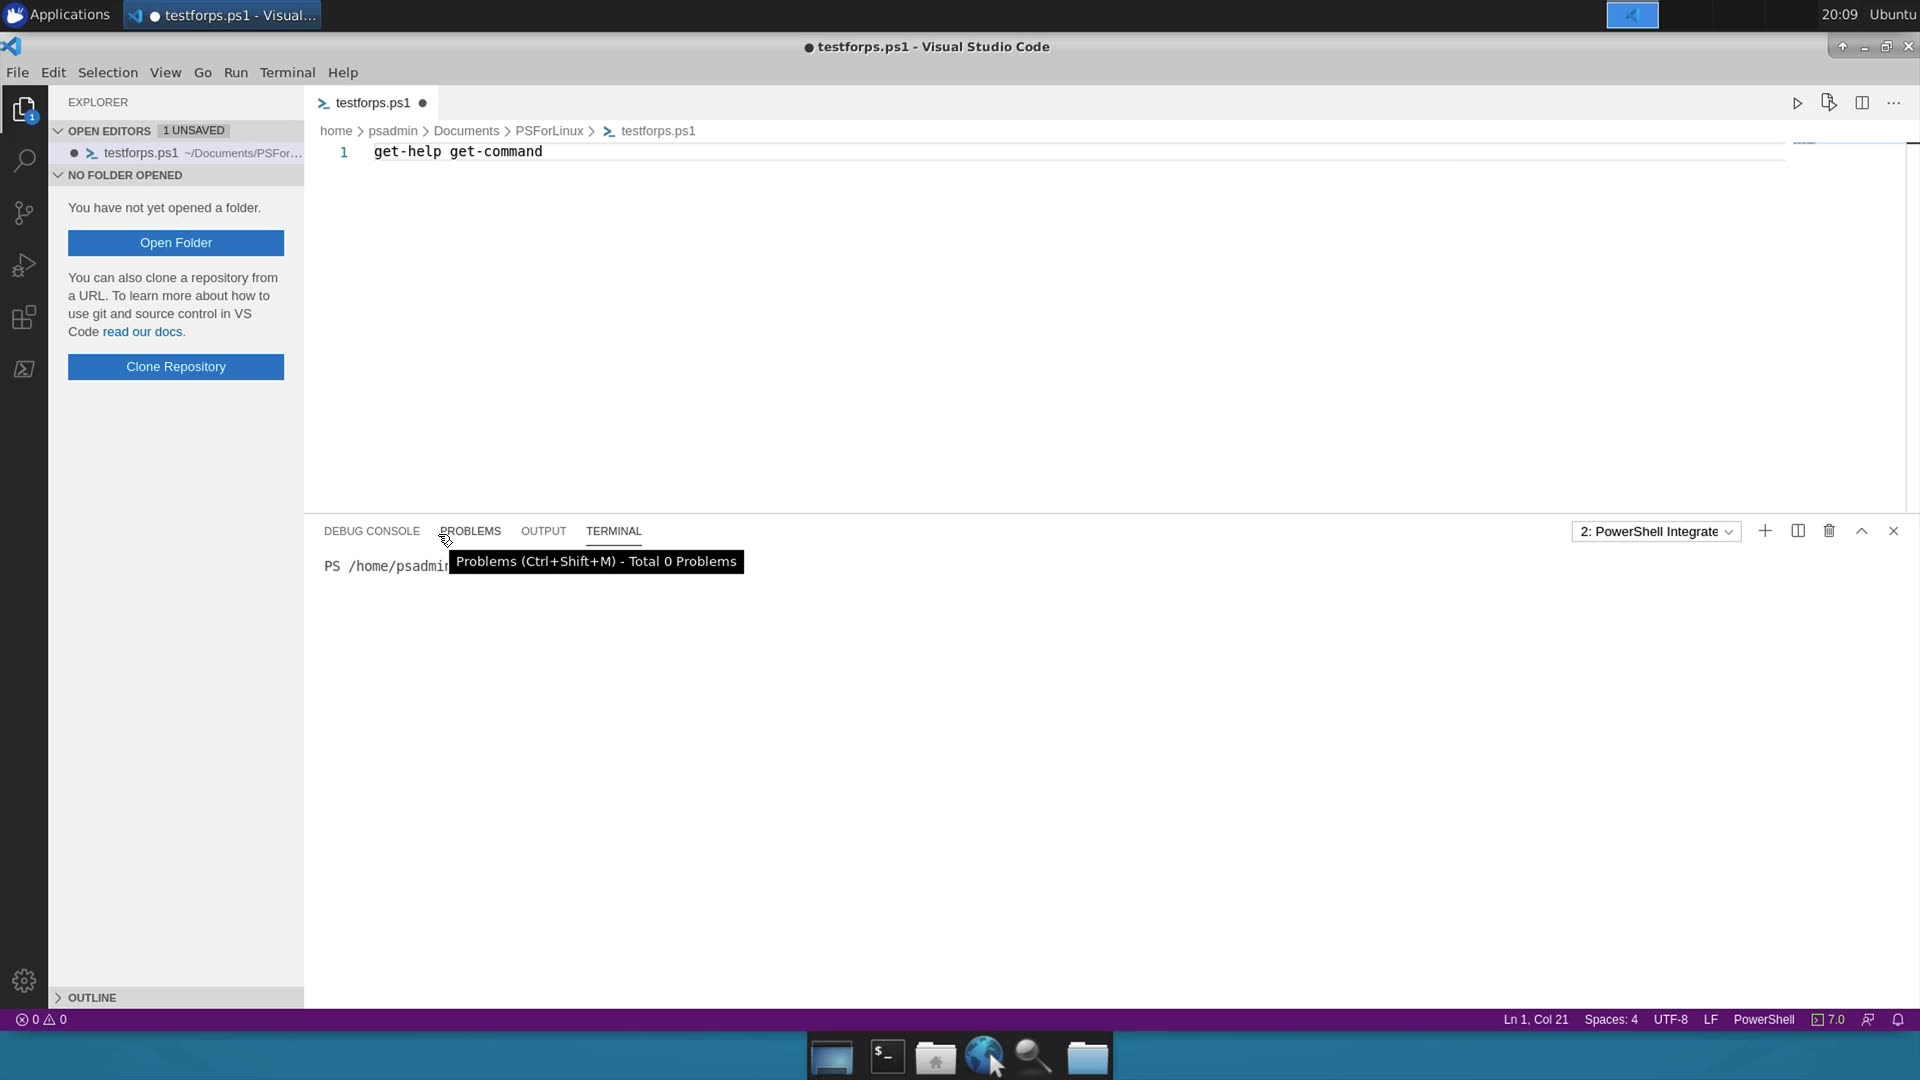 Applications
● testforps.ps1 - Visual...
20:09 Ubuntu
● testforps.ps1 - Visual Studio Code
File Edit Selection View Go Run Terminal Help
1
EXPLORER
OPEN EDITORS 1 UNSAVED
● testforps.ps1 ~/Documents/PSFor...
NO FOLDER OPENED
You have not yet opened a folder.
Open Folder
You can also clone a repository from
a URL. To learn more about how to
use git and source control in VS
Code read our docs.
Clone Repository
OUTLINE
testforps.ps1 ●
home > psadmin > Documents > PSForLinux > testforps.ps1
1 get-help get-command
DEBUG CONSOLE PROBLEMS OUTPUT TERMINAL
2: PowerShell Integrate
PS /home/psadmin
Problems (Ctrl+Shift+M) - Total 0 Problems
0 0
Ln 1, Col 21 Spaces: 4 UTF-8 LF PowerShell 7.0
$_